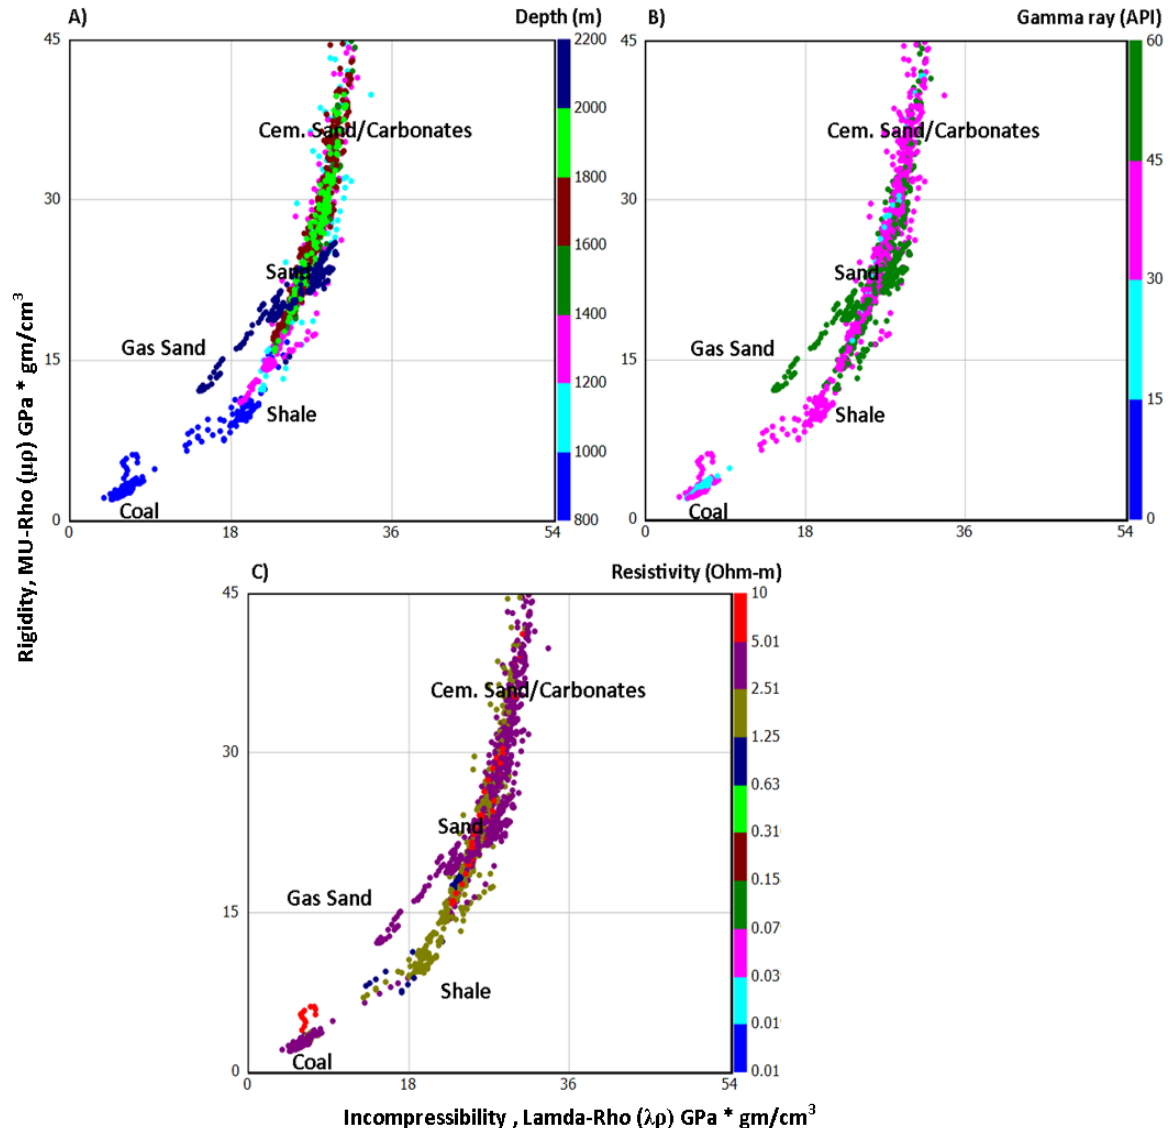 A)
Depth (m)
45
30
15
0
0
18
36
54
2200
2000
1800
1600
1400
1200
1000
800
Cem. Sand/Carbonates
Sand
Gas Sand
Shale
Coal
B)
Gamma ray (API)
45
30
15
0
18
36
54
60
45
30
15
0
Cem. Sand/Carbonates
Sand
Gas Sand
Shale
Coal
Rigidity, MU-Rho (μρ) GPa * gm/cm³
C)
Resistivity (Ohm-m)
45
30
15
0
0
18
36
54
10
5.01
2.51
1.25
0.63
0.31
0.15
0.07
0.03
0.01
0.01
Cem. Sand/Carbonates
Sand
Gas Sand
Shale
Coal
Incompressibility , Lamda-Rho (λρ) GPa * gm/cm³